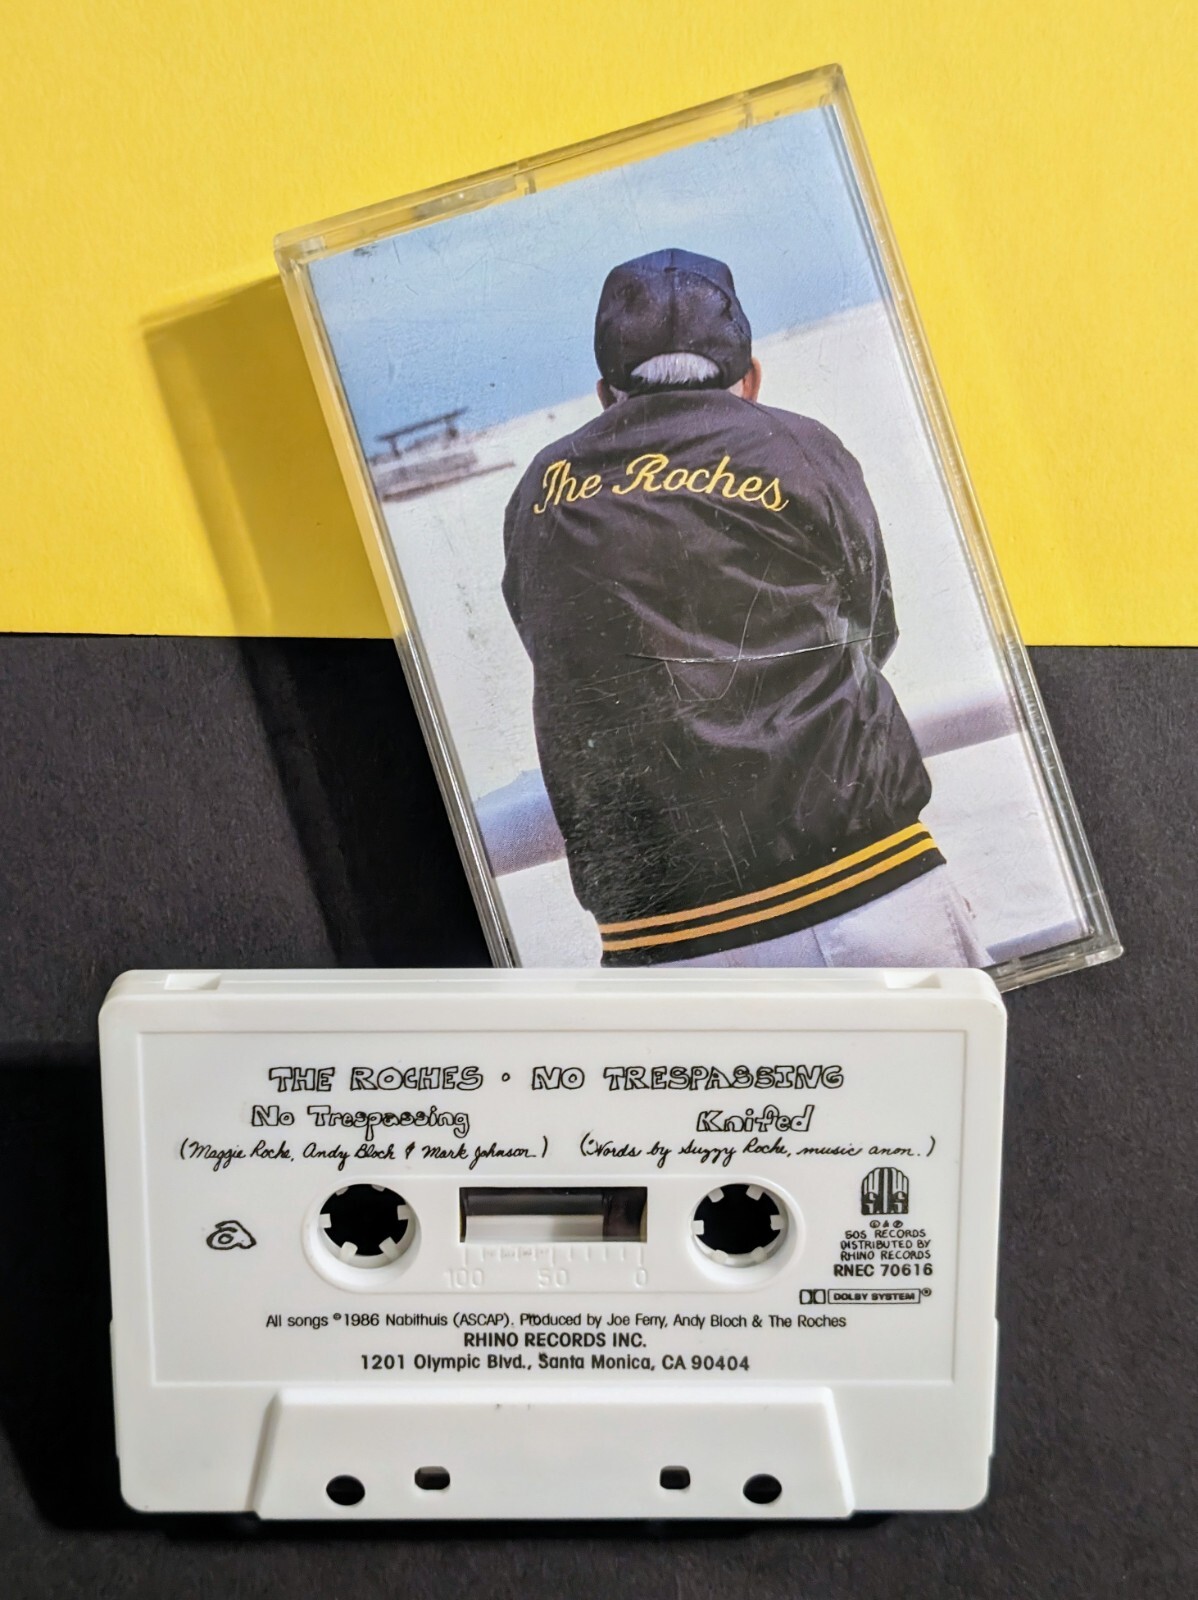 The Roches
THE ROCHES • NO TRESPASSING
No Trespassing
(Maggie Roche, Andy Bloch & Mark Johnson)
Knifed
(Words by Suzzy Roche, music anon.)
© & ℗
50S RECORDS
DISTRIBUTED BY
RHINO RECORDS
RNEC 70616
DOLBY SYSTEM®
100 50 0
All songs ©1986 Nabithuis (ASCAP). Produced by Joe Ferry, Andy Bloch & The Roches
RHINO RECORDS INC.
1201 Olympic Blvd., Santa Monica, CA 90404